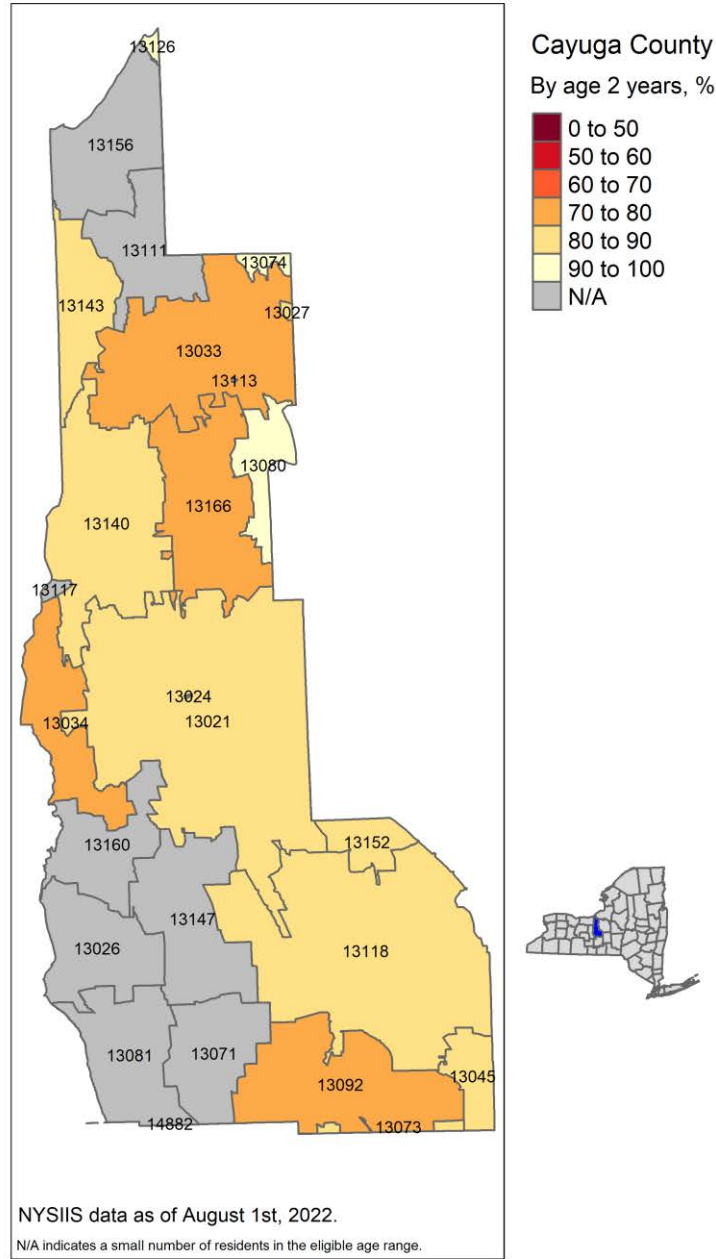 Cayuga County
By age 2 years, %
0 to 50
50 to 60
60 to 70
70 to 80
80 to 90
90 to 100
N/A
13126
13156
13111
13074
13143
13027
13033
13113
13080
13166
13140
13117
13024
13034
13021
13152
13160
13147
13118
13026
13081
13071
13045
13092
14882
13073
NYSIIS data as of August 1st, 2022.
N/A indicates a small number of residents in the eligible age range.